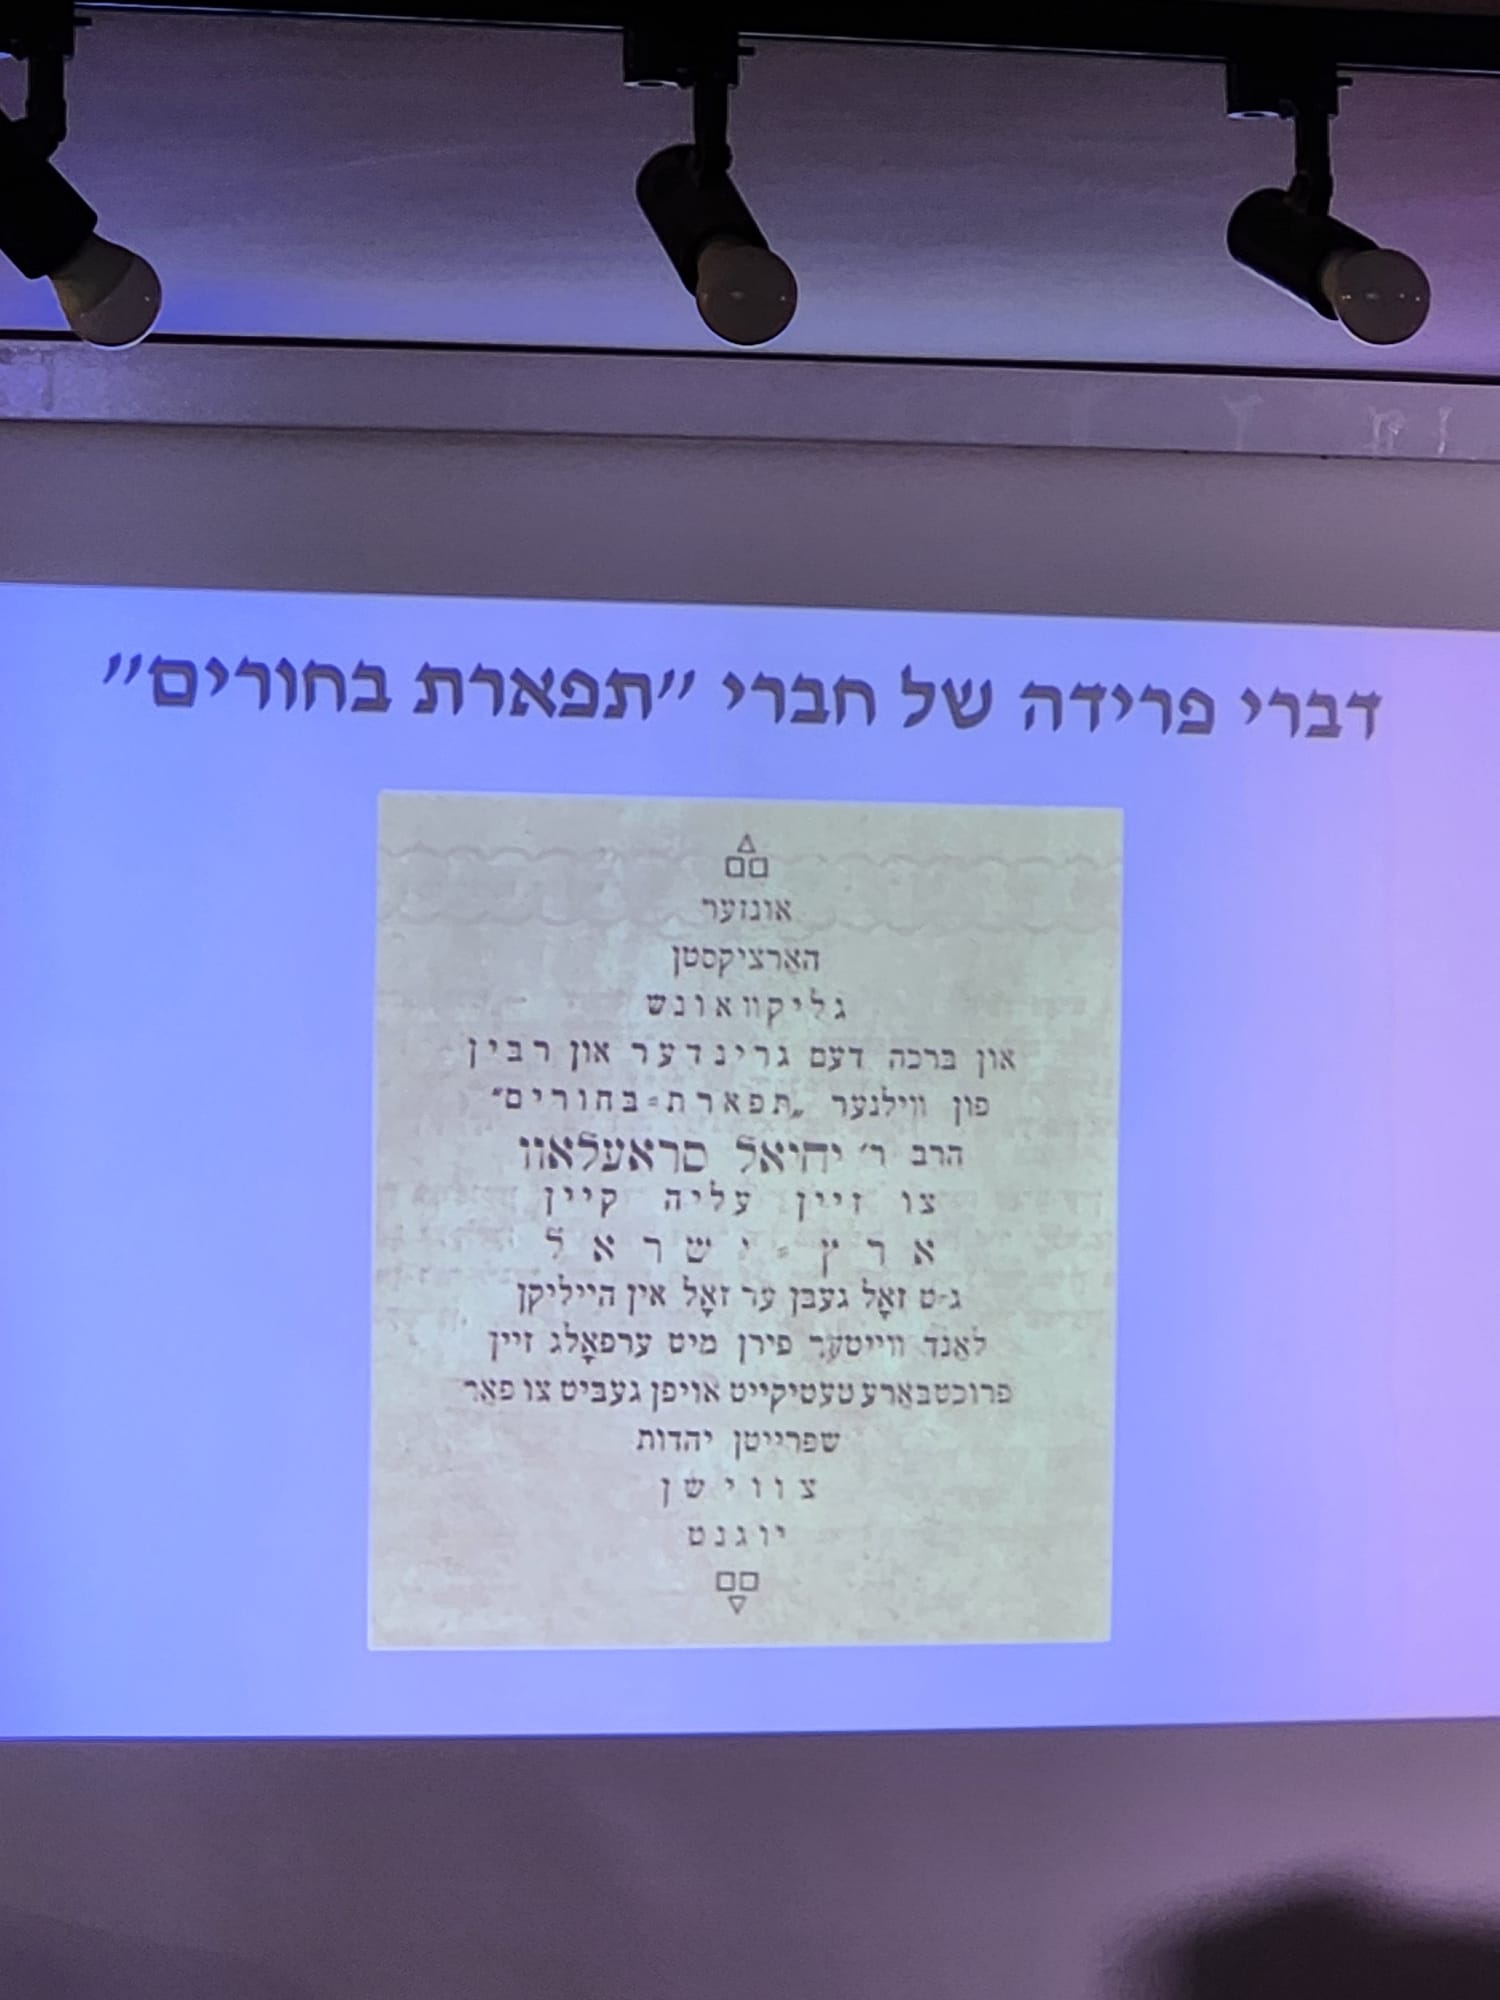 דברי פרידה של חברי ״תפארת בחורים״
אונזער
הארציקסטן
גליקוואונש
און ברכה דעם גרינדער און רבין
פון ווילנער „תפארת=בחורים״
הרב ר׳ יחיאל סראעלאוו
צו זיין עליה קיין
ארץ=ישראל
ג-ט זאָל געבן ער זאָל אין הייליקן
לאַנד ווייטער פירן מיט ערפאָלג זיין
פרוכטבאַרע טעטיקייט אויפן געביט צו פאַר
שפרייטן יהדות
צווישן
יוגנט